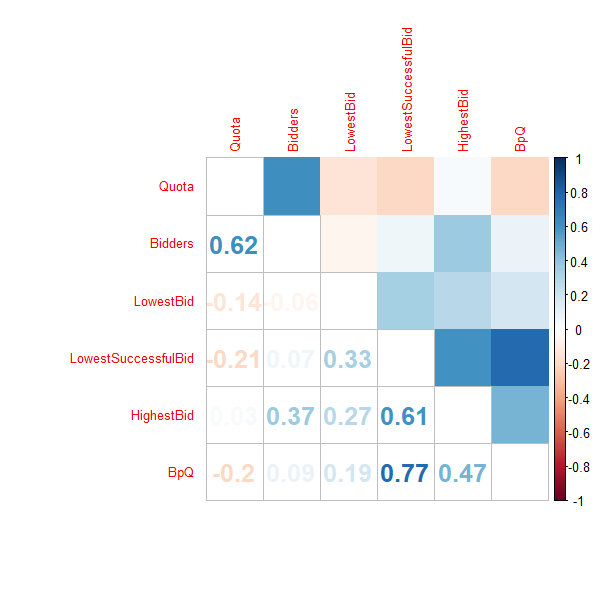 Quota
Bidders
LowestBid
LowestSuccessfulBid
HighestBid
BpQ
Quota
Bidders 0.62
LowestBid -0.14 -0.06
LowestSuccessfulBid -0.21 0.07 0.33
HighestBid 0.03 0.37 0.27 0.61
BpQ -0.2 0.09 0.19 0.77 0.47
1
0.8
0.6
0.4
0.2
0
-0.2
-0.4
-0.6
-0.8
-1